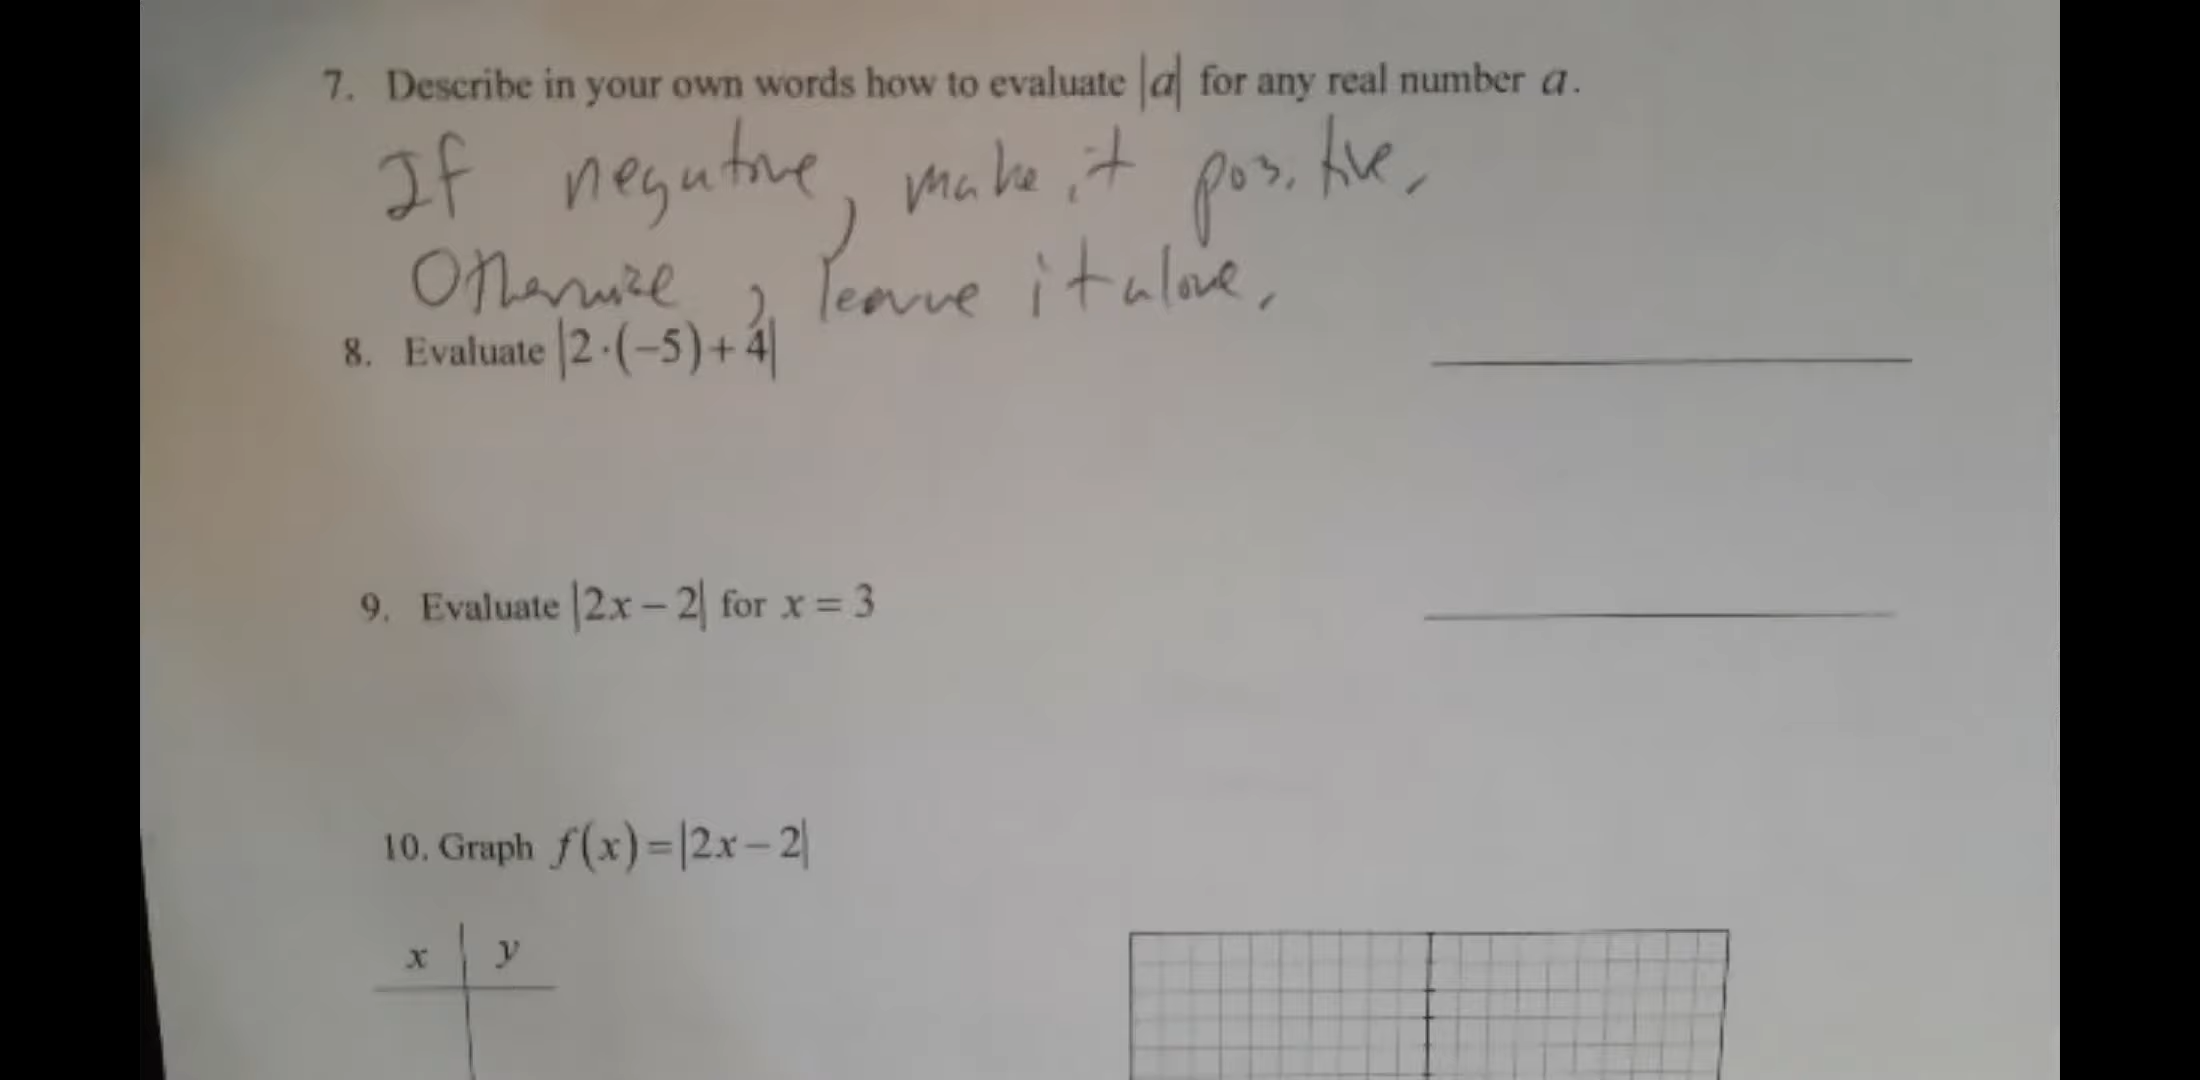 7. Describe in your own words how to evaluate |a| for any real number a.
If negative, make it positive.
Otherwise, leave it alone.
8. Evaluate |2·(−5)+4|
9. Evaluate |2x−2| for x = 3
10. Graph f(x)=|2x−2|
x y